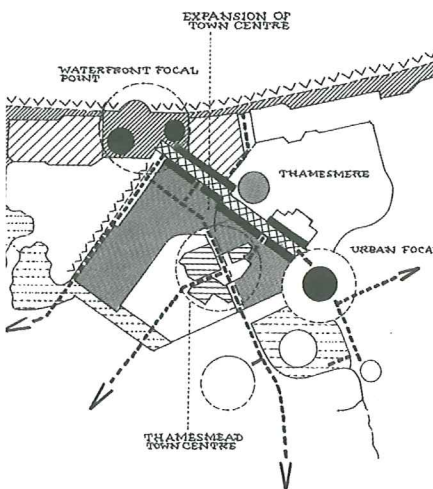 EXPANSION OF
TOWN CENTRE
WATERFRONT FOCAL
POINT
THAMESMERE
URBAN FOCA
THAMESMEAD
TOWN CENTRE